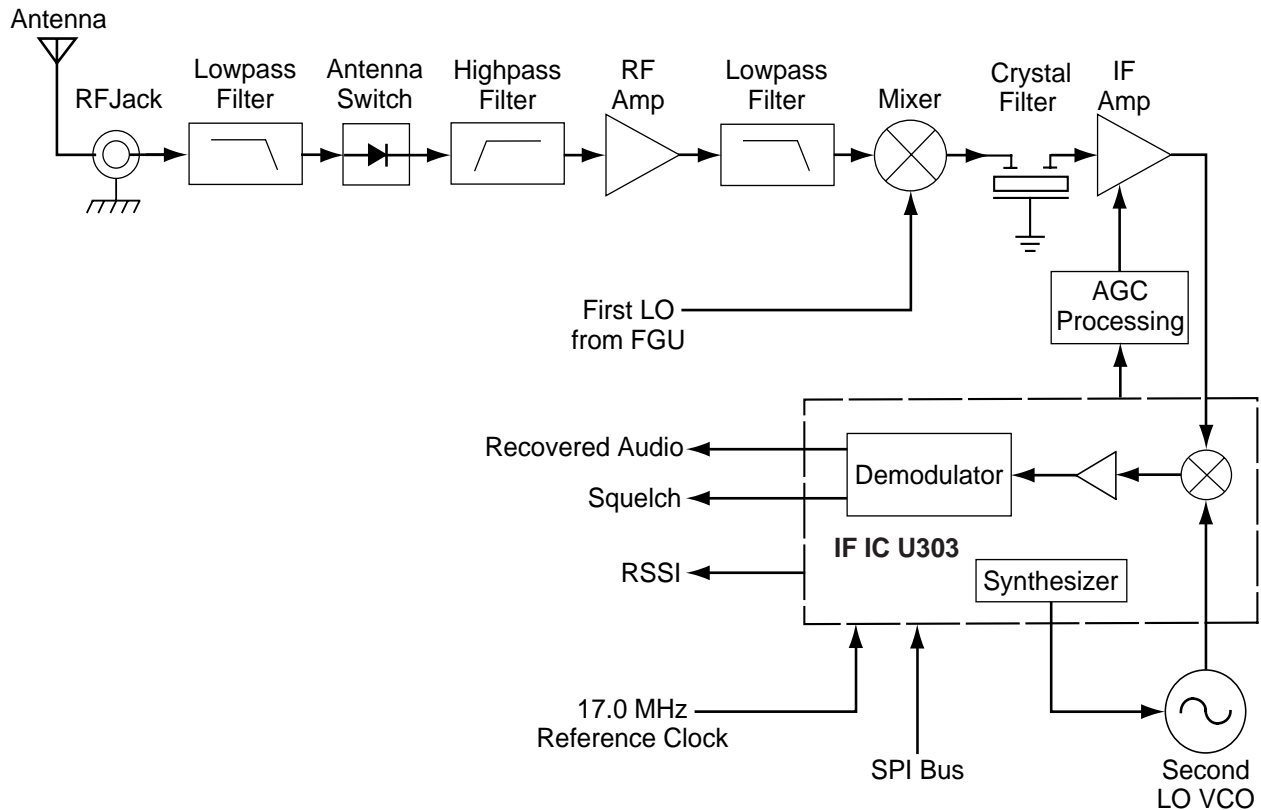 Antenna
RFJack
Lowpass
Filter
Antenna
Switch
Highpass
Filter
RF
Amp
Lowpass
Filter
Mixer
Crystal
Filter
IF
Amp
First LO
from FGU
AGC
Processing
Recovered Audio
Squelch
RSSI
Demodulator
IF IC U303
Synthesizer
17.0 MHz
Reference Clock
SPI Bus
Second
LO VCO